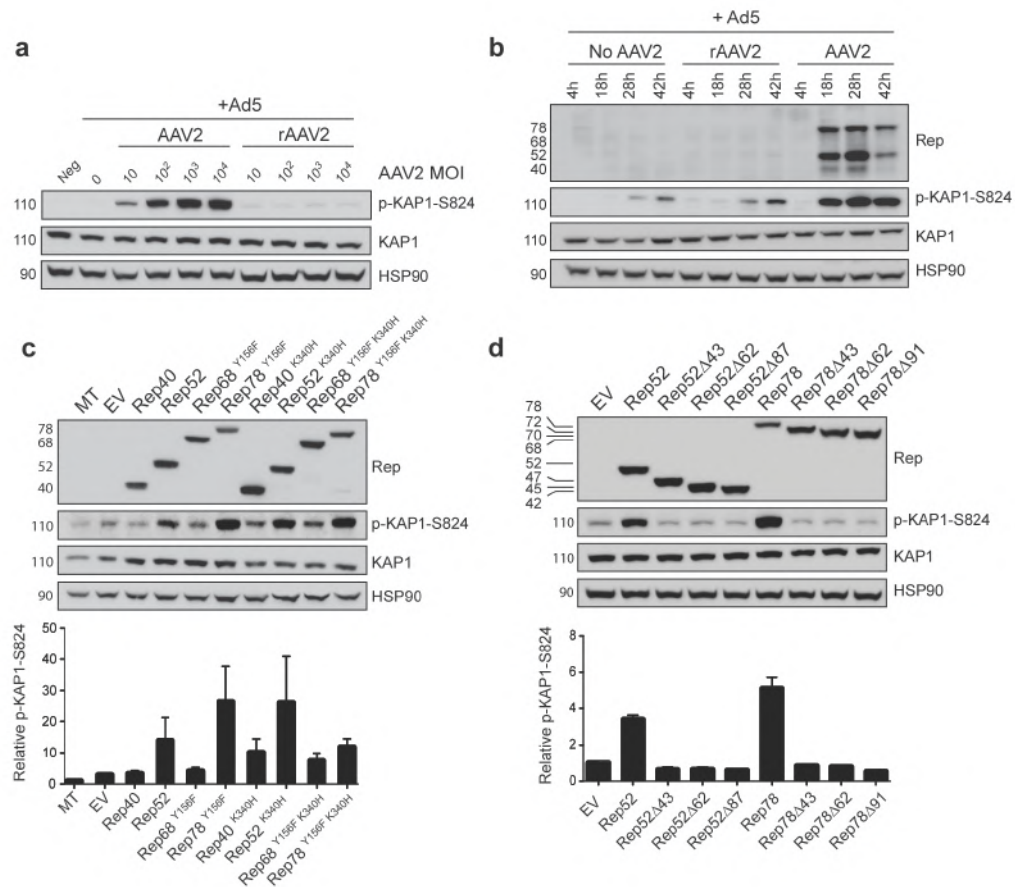 a
+Ad5
AAV2 rAAV2
Neg 0 10 10² 10³ 10⁴ 10 10² 10³ 10⁴ AAV2 MOI
110 p-KAP1-S824
110 KAP1
90 HSP90
b
+ Ad5
No AAV2 rAAV2 AAV2
4h 18h 28h 42h 4h 18h 28h 42h 4h 18h 28h 42h
78
68
52
40
Rep
110 p-KAP1-S824
110 KAP1
90 HSP90
c
MT EV Rep40 Rep52 Rep68 Y156F Rep78 Y156F Rep40 K340H Rep52 K340H Rep68 Y156F K340H Rep78 Y156F K340H
78
68
52
40
Rep
110 p-KAP1-S824
110 KAP1
90 HSP90
Relative p-KAP1-S824
50
40
30
20
10
0
MT EV Rep40 Rep52 Rep68 Y156F Rep78 Y156F Rep40 K340H Rep52 K340H Rep68 Y156F K340H Rep78 Y156F K340H
d
EV Rep52 Rep52Δ43 Rep52Δ62 Rep52Δ87 Rep78 Rep78Δ43 Rep78Δ62 Rep78Δ91
78
72
70
68
52
47
45
42
Rep
110 p-KAP1-S824
110 KAP1
90 HSP90
Relative p-KAP1-S824
8
6
4
2
0
EV Rep52 Rep52Δ43 Rep52Δ62 Rep52Δ87 Rep78 Rep78Δ43 Rep78Δ62 Rep78Δ91